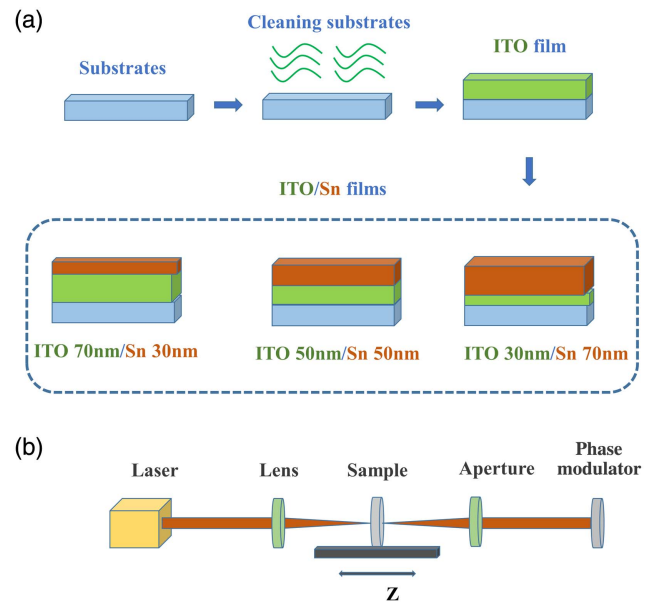 (a)
Cleaning substrates
ITO film
Substrates
ITO/Sn films
ITO 70nm/Sn 30nm
ITO 50nm/Sn 50nm
ITO 30nm/Sn 70nm
(b)
Laser
Lens
Sample
Aperture
Phase
modulator
Z